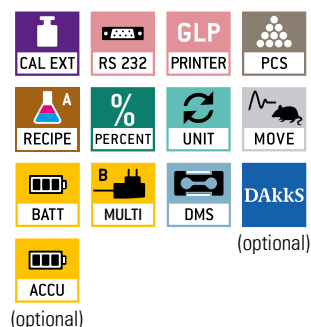 GLP
CAL EXT
RS 232
PRINTER
PCS
A
RECIPE
%
PERCENT
UNIT
MOVE
BATT
B
MULTI
DMS
DAkkS
(optional)
ACCU
(optional)